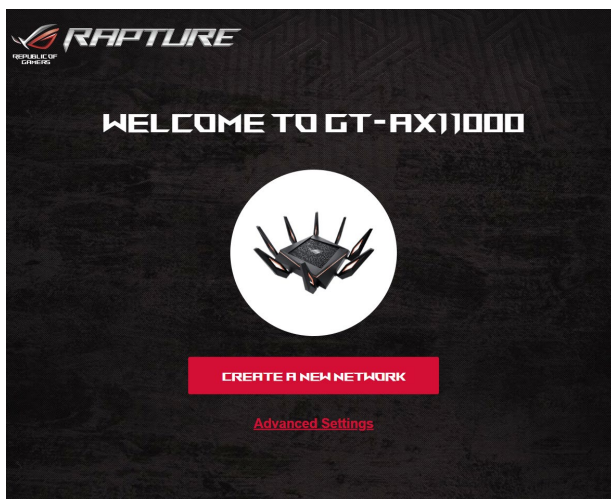 RAPTURE
REPUBLIC OF
GAMERS
WELCOME TO GT-AX11000
CREATE A NEW NETWORK
Advanced Settings